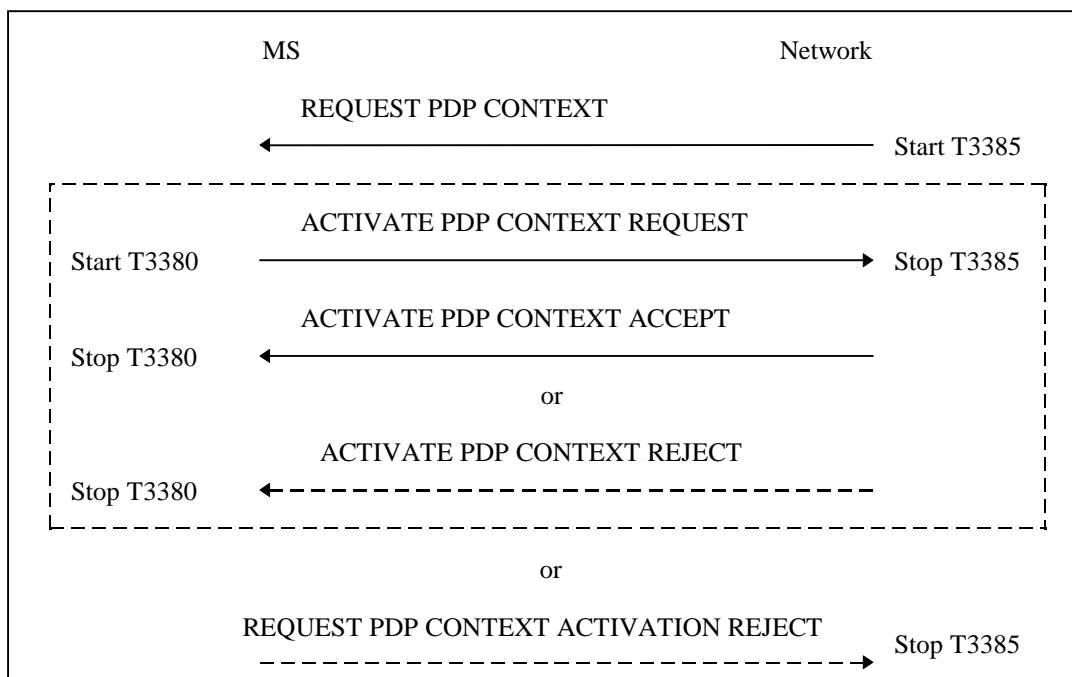 MS Network
REQUEST PDP CONTEXT
Start T3385
ACTIVATE PDP CONTEXT REQUEST
Start T3380 Stop T3385
ACTIVATE PDP CONTEXT ACCEPT
Stop T3380
or
ACTIVATE PDP CONTEXT REJECT
Stop T3380
or
REQUEST PDP CONTEXT ACTIVATION REJECT
Stop T3385